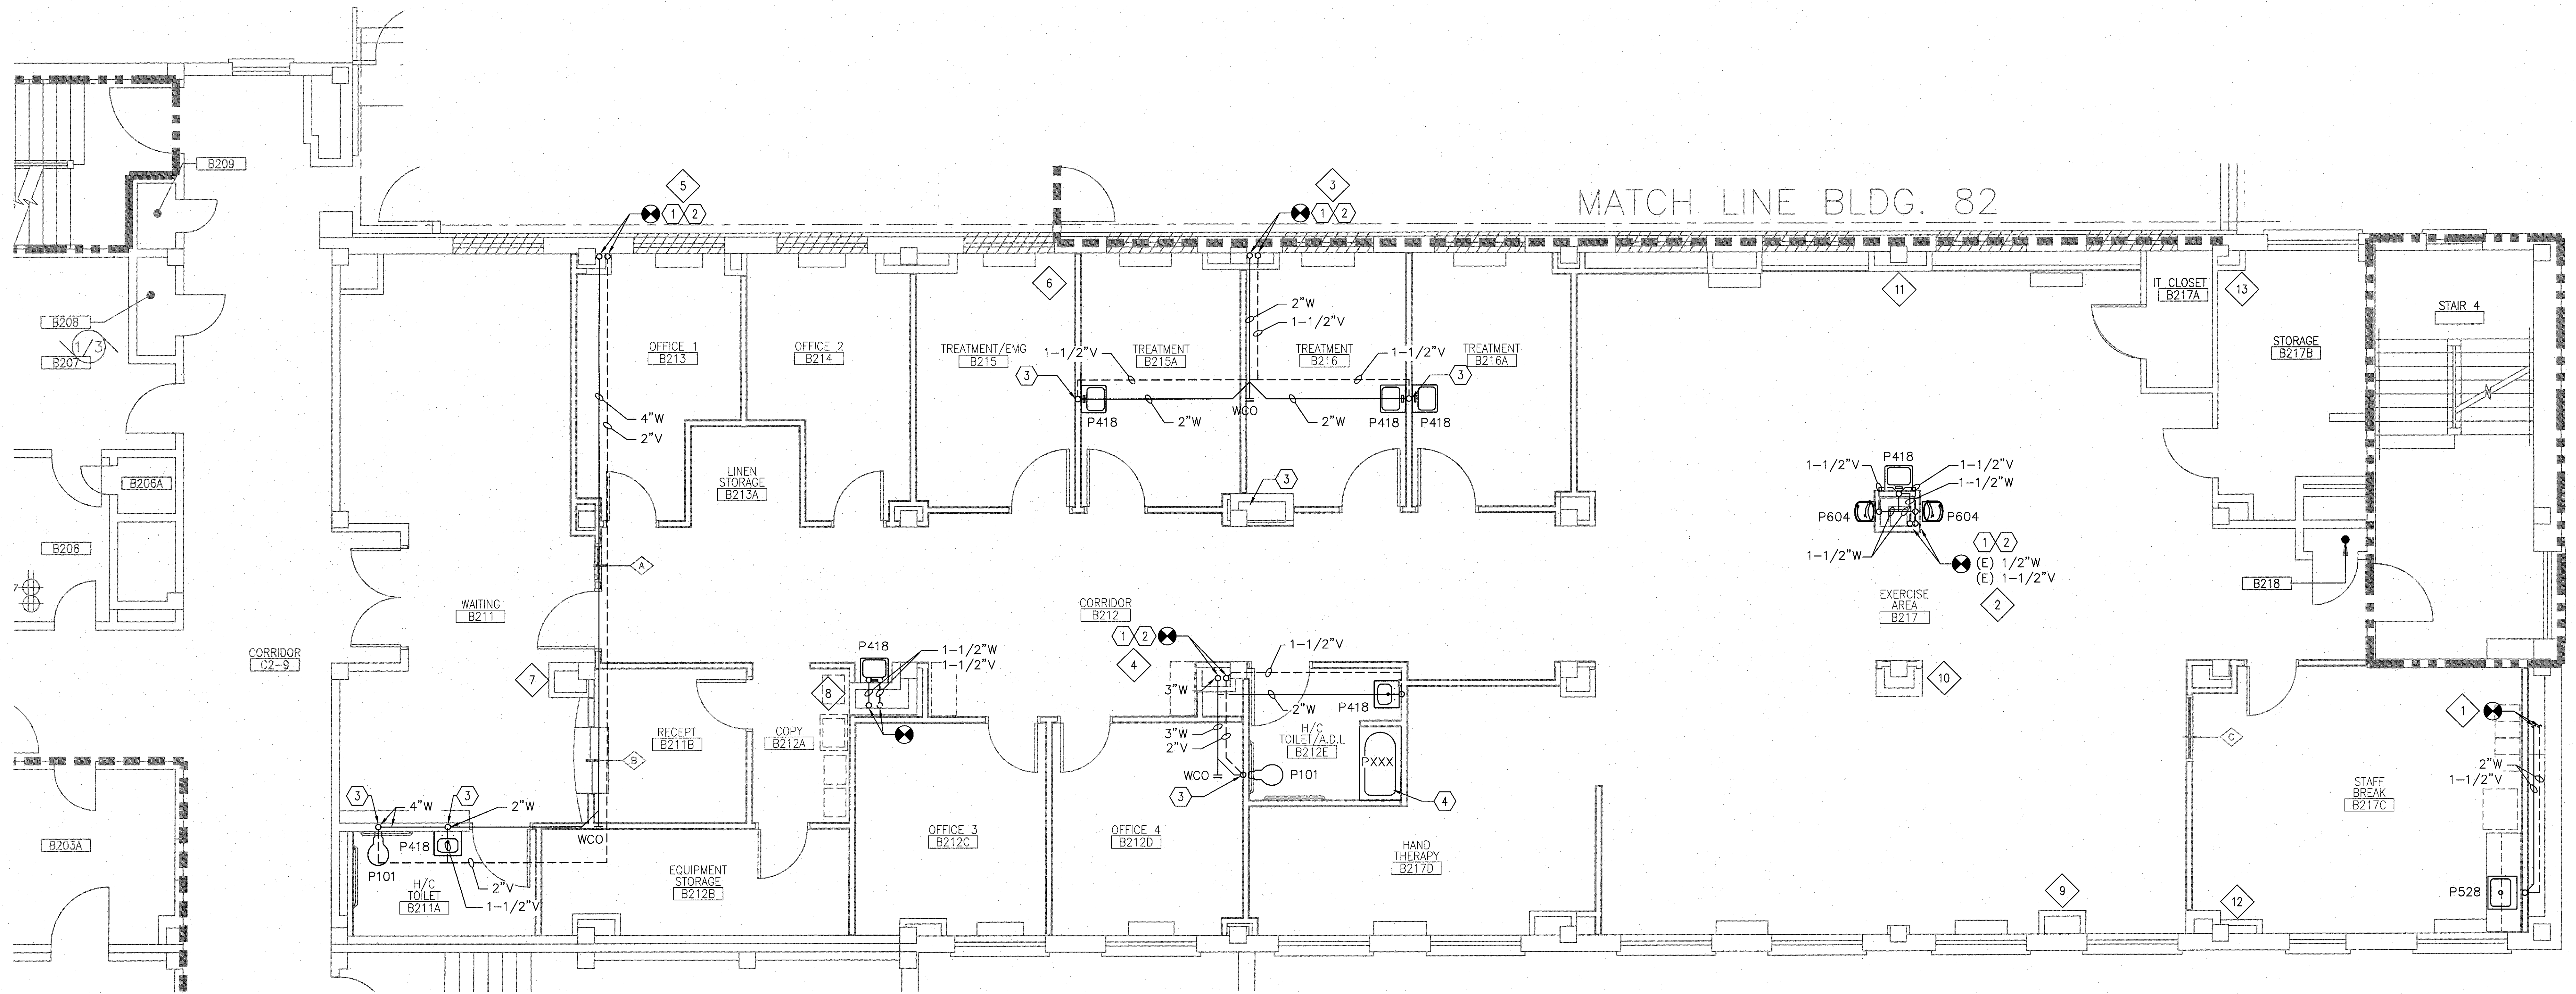 MATCH LINE BLDG. 82
B209
B208
1/3
B207
B206A
B206
7
CORRIDOR
C2-9
B203A
5
1 2
3
1 2
6
11
13
IT CLOSET
B217A
STAIR 4
STORAGE
B217B
OFFICE 1
B213
OFFICE 2
B214
TREATMENT/EMG
B215
TREATMENT
B215A
TREATMENT
B216
TREATMENT
B216A
2"W
1-1/2"V
1-1/2"V
1-1/2"V
3
3
4"W
2"V
P418
2"W
WCO
2"W
P418
P418
LINEN
STORAGE
B213A
3
P418
1-1/2"V
1-1/2"V
1-1/2"W
P604
P604
1-1/2"W
1 2
(E) 1/2"W
(E) 1-1/2"V
2
B218
A
WAITING
B211
CORRIDOR
B212
EXERCISE
AREA
B217
1 2
4
1-1/2"V
P418
1-1/2"W
1-1/2"V
7
8
3"W
2"W
P418
10
RECEPT
B211B
COPY
B212A
B
3"W
2"V
H/C
TOILET/A.D.L
B212E
PXXX
WCO
P101
3
4
1
C
2"W
1-1/2"V
STAFF
BREAK
B217C
3
4"W
3
2"W
WCO
P418
P101
H/C
TOILET
B211A
2"V
1-1/2"V
EQUIPMENT
STORAGE
B212B
OFFICE 3
B212C
OFFICE 4
B212D
HAND
THERAPY
B217D
9
12
P528